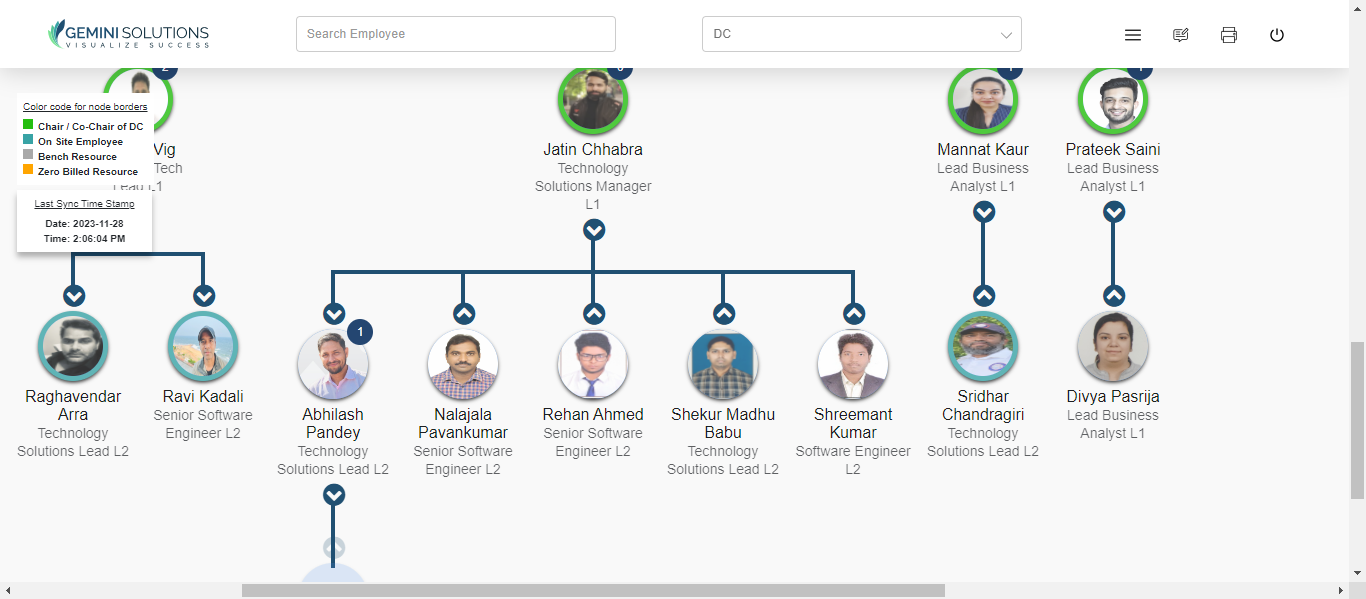 GEMINI SOLUTIONS
VISUALIZE SUCCESS
Search Employee
DC
Color code for node borders
Chair / Co-Chair of DC
On Site Employee
Bench Resource
Zero Billed Resource
Last Sync Time Stamp
Date: 2023-11-28
Time: 2:06:04 PM
Vig
Tech
Lead L1
Jatin Chhabra
Technology
Solutions Manager
L1
Mannat Kaur
Lead Business
Analyst L1
Prateek Saini
Lead Business
Analyst L1
Raghavendar
Arra
Technology
Solutions Lead L2
Ravi Kadali
Senior Software
Engineer L2
1
Abhilash
Pandey
Technology
Solutions Lead L2
Nalajala
Pavankumar
Senior Software
Engineer L2
Rehan Ahmed
Senior Software
Engineer L2
Shekur Madhu
Babu
Technology
Solutions Lead L2
Shreemant
Kumar
Software Engineer
L2
Sridhar
Chandragiri
Technology
Solutions Lead L2
Divya Pasrija
Lead Business
Analyst L1